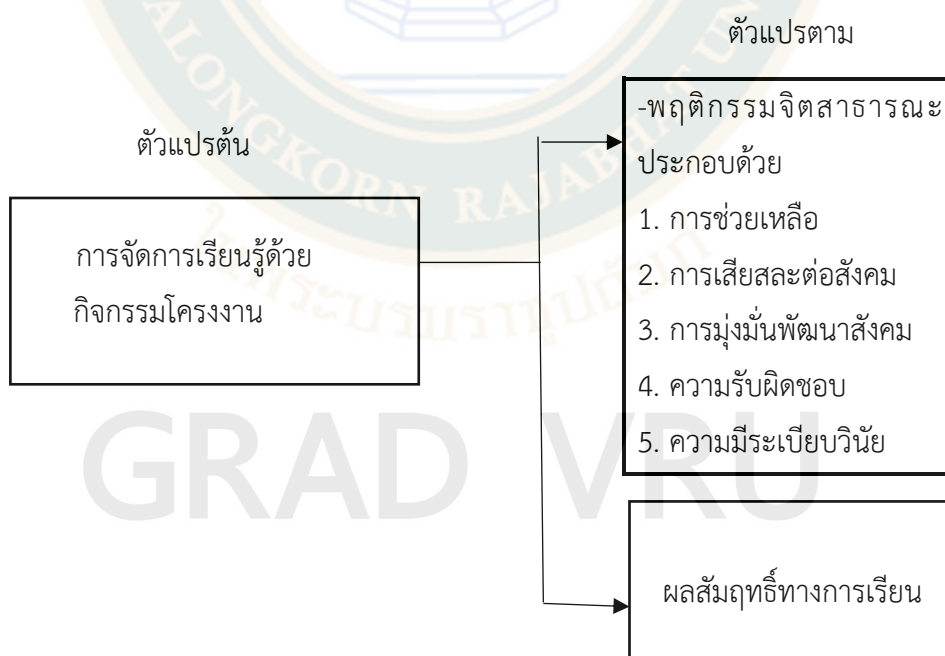 ตัวแปรตาม
-พฤติกรรมจิตสาธารณะ
ประกอบด้วย
1. การช่วยเหลือ
2. การเสียสละต่อสังคม
3. การมุ่งมั่นพัฒนาสังคม
4. ความรับผิดชอบ
5. ความมีระเบียบวินัย
ตัวแปรต้น
การจัดการเรียนรู้ด้วย
กิจกรรมโครงงาน
ผลสัมฤทธิ์ทางการเรียน
ALONGKORN RAJABHAT UN
GRAD VRU